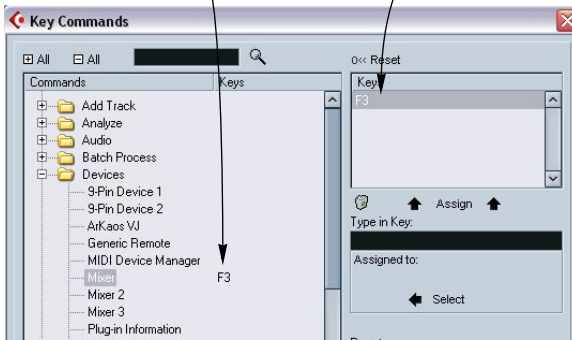 Key Commands
All All
Reset
Commands Keys
Keys
F3
Add Track
Analyze
Audio
Batch Process
Devices
9-Pin Device 1
9-Pin Device 2
ArKaos VJ
Generic Remote
MIDI Device Manager
Mixer F3
Mixer 2
Mixer 3
Plug-in Information
Assign
Type in Key:
Assigned to:
Select